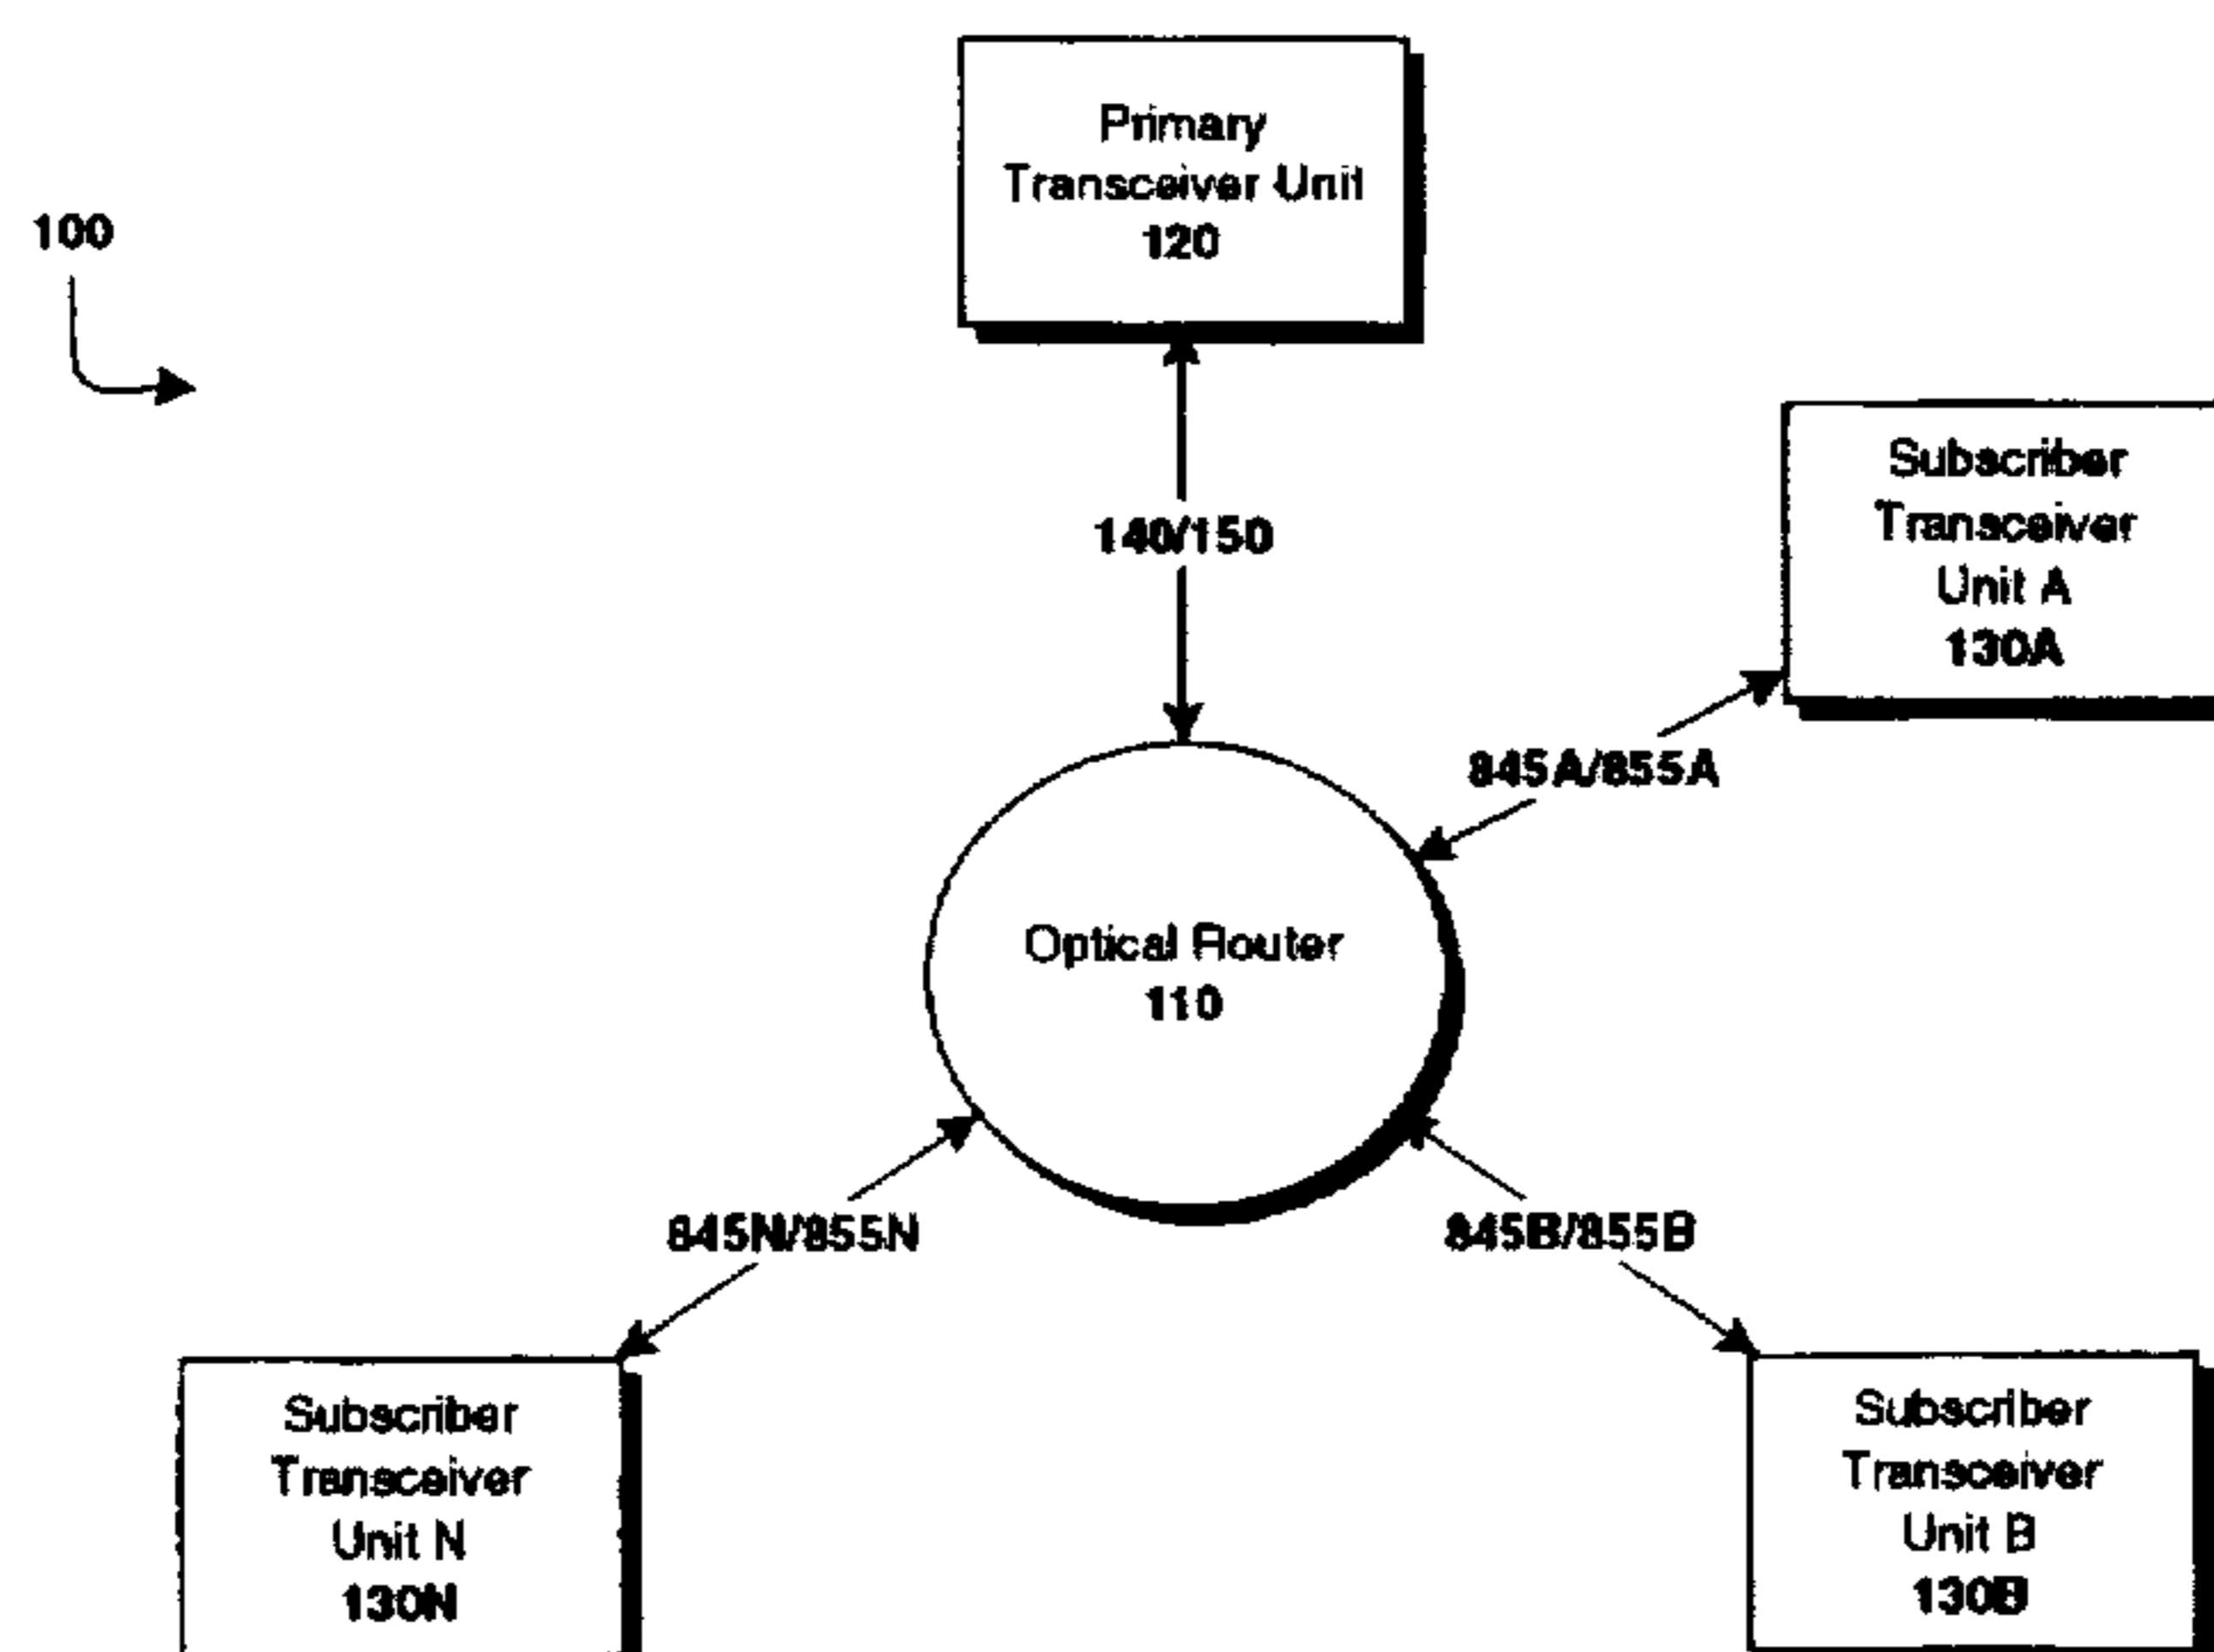 Primary
Transceiver Unit
120
100
Subscriber
Transceiver
Unit A
130A
140/150
845A/855A
Optical Router
110
845N/855N
845B/855B
Subscriber
Transceiver
Unit N
130N
Subscriber
Transceiver
Unit B
130B